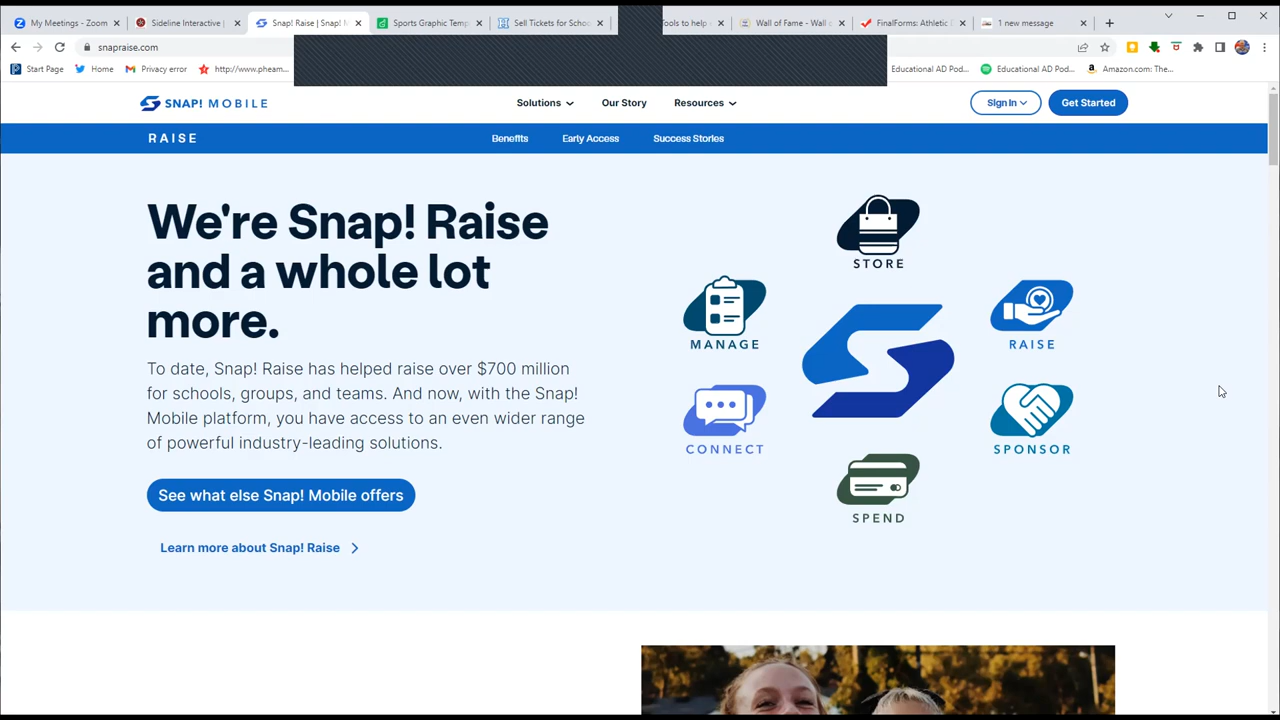 My Meetings - Zoom
Sideline Interactive |
Snap! Raise | Snap! M
Sports Graphic Temp
Sell Tickets for Schoo
Tools to help
Wall of Fame - Wall
FinalForms: Athletic
1 new message
snapraise.com
Start Page
Home
Privacy error
http://www.pheam...
Educational AD Pod...
Educational AD Pod...
Amazon.com: The...
SNAP! MOBILE
Solutions
Our Story
Resources
Sign In
Get Started
RAISE
Benefits
Early Access
Success Stories
We're Snap! Raise
and a whole lot
more.
To date, Snap! Raise has helped raise over $700 million
for schools, groups, and teams. And now, with the Snap!
Mobile platform, you have access to an even wider range
of powerful industry-leading solutions.
See what else Snap! Mobile offers
Learn more about Snap! Raise
STORE
MANAGE
RAISE
CONNECT
SPONSOR
SPEND